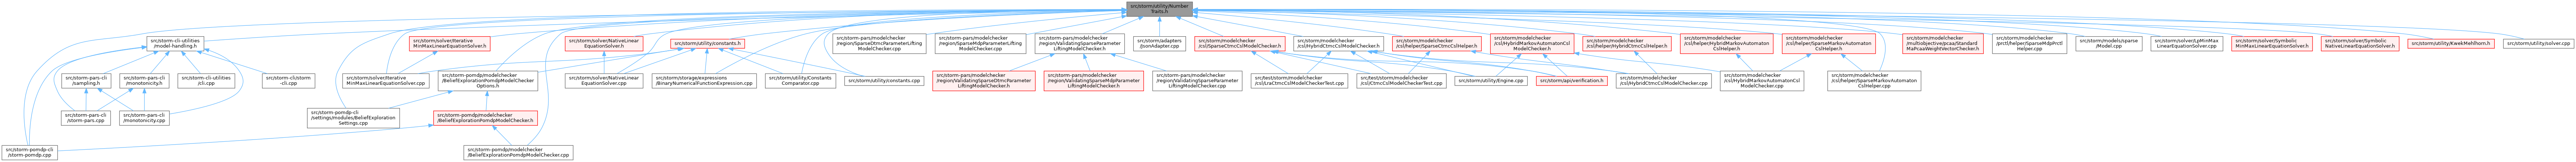 src/storm/utility/Number
Traits.h
src/storm-cli-utilities
/model-handling.h
src/storm/solver/Iterative
MinMaxLinearEquationSolver.h
src/storm/solver/NativeLinear
EquationSolver.h
src/storm/utility/constants.h
src/storm-pars/modelchecker
/region/SparseDtmcParameterLifting
ModelChecker.cpp
src/storm-pars/modelchecker
/region/SparseMdpParameterLifting
ModelChecker.cpp
src/storm-pars/modelchecker
/region/ValidatingSparseParameter
LiftingModelChecker.h
src/storm/adapters
/JsonAdapter.cpp
src/storm/modelchecker
/csl/SparseCtmcCslModelChecker.h
src/storm/modelchecker
/csl/HybridCtmcCslModelChecker.h
src/storm/modelchecker
/csl/helper/SparseCtmcCslHelper.h
src/storm/modelchecker
/csl/HybridMarkovAutomatonCsl
ModelChecker.h
src/storm/modelchecker
/csl/helper/HybridCtmcCslHelper.h
src/storm/modelchecker
/csl/helper/HybridMarkovAutomaton
CslHelper.h
src/storm/modelchecker
/csl/helper/SparseMarkovAutomaton
CslHelper.h
src/storm/modelchecker
/multiobjective/pcaa/Standard
MaPcaaWeightVectorChecker.h
src/storm/modelchecker
/prctl/helper/SparseMdpPrctl
Helper.cpp
src/storm/models/sparse
/Model.cpp
src/storm/solver/LpMinMax
LinearEquationSolver.cpp
src/storm/solver/Symbolic
MinMaxLinearEquationSolver.h
src/storm/solver/Symbolic
NativeLinearEquationSolver.h
src/storm/utility/KwekMehlhorn.h
src/storm/utility/solver.cpp
src/storm-pars-cli
/sampling.h
src/storm-pars-cli
/monotonicity.h
src/storm-cli-utilities
/cli.cpp
src/storm-cli/storm
-cli.cpp
src/storm/solver/Iterative
MinMaxLinearEquationSolver.cpp
src/storm-pomdp/modelchecker
/BeliefExplorationPomdpModelChecker
Options.h
src/storm/solver/NativeLinear
EquationSolver.cpp
src/storm/storage/expressions
/BinaryNumericalFunctionExpression.cpp
src/storm/utility/Constants
Comparator.cpp
src/storm/utility/constants.cpp
src/storm-pars/modelchecker
/region/ValidatingSparseDtmcParameter
LiftingModelChecker.h
src/storm-pars/modelchecker
/region/ValidatingSparseMdpParameter
LiftingModelChecker.h
src/storm-pars/modelchecker
/region/ValidatingSparseParameter
LiftingModelChecker.cpp
src/test/storm/modelchecker
/csl/LraCtmcCslModelCheckerTest.cpp
src/test/storm/modelchecker
/csl/CtmcCslModelCheckerTest.cpp
src/storm/utility/Engine.cpp
src/storm/api/verification.h
src/storm/modelchecker
/csl/HybridCtmcCslModelChecker.cpp
src/storm/modelchecker
/csl/HybridMarkovAutomatonCsl
ModelChecker.cpp
src/storm/modelchecker
/csl/helper/SparseMarkovAutomaton
CslHelper.cpp
src/storm-pars-cli
/storm-pars.cpp
src/storm-pars-cli
/monotonicity.cpp
src/storm-pomdp-cli
/settings/modules/BeliefExploration
Settings.cpp
src/storm-pomdp/modelchecker
/BeliefExplorationPomdpModelChecker.h
src/storm-pomdp-cli
/storm-pomdp.cpp
src/storm-pomdp/modelchecker
/BeliefExplorationPomdpModelChecker.cpp